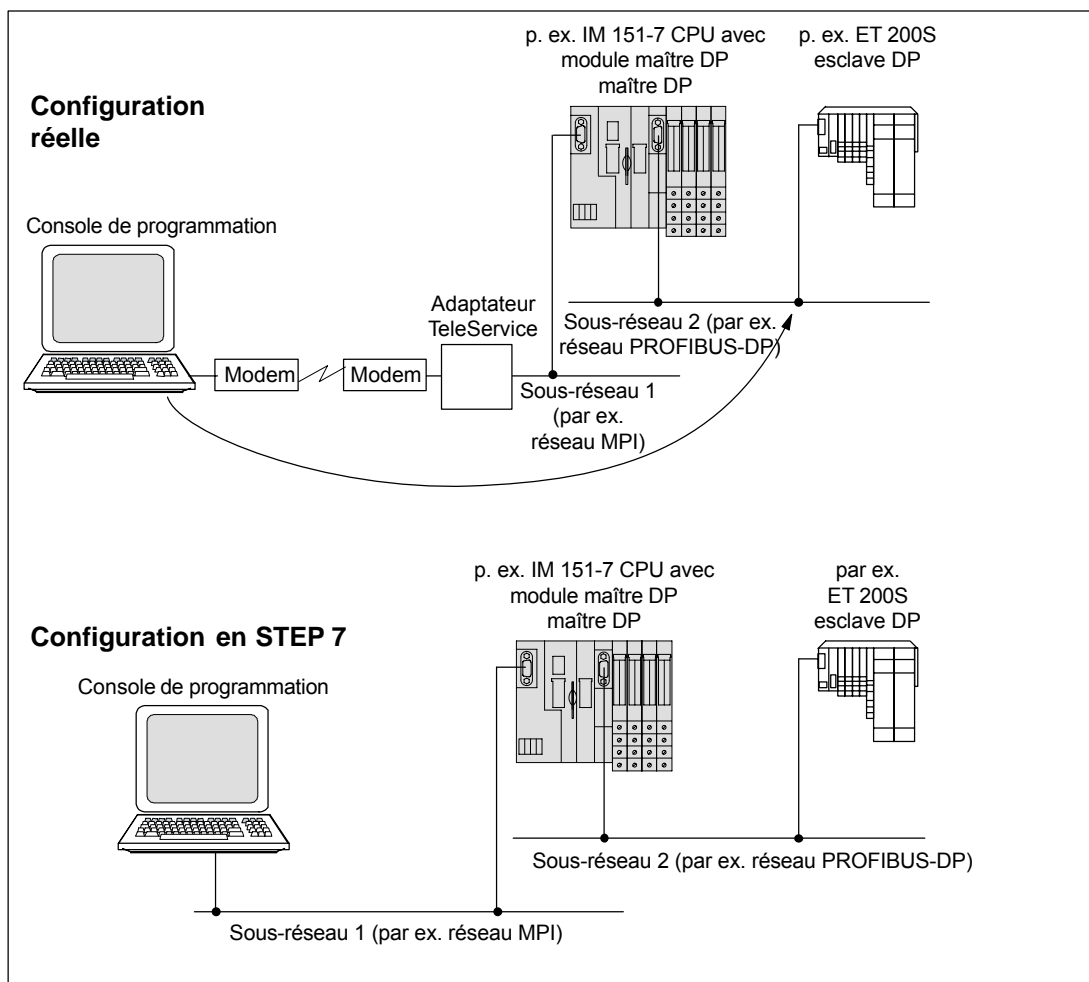 p. ex. IM 151-7 CPU avec
module maître DP
maître DP
p. ex. ET 200S
esclave DP
Configuration
réelle
Console de programmation
Adaptateur
TeleService
Modem
Modem
Sous-réseau 2 (par ex.
réseau PROFIBUS-DP)
Sous-réseau 1
(par ex.
réseau MPI)
p. ex. IM 151-7 CPU avec
module maître DP
maître DP
par ex.
ET 200S
esclave DP
Configuration en STEP 7
Console de programmation
Sous-réseau 2 (par ex. réseau PROFIBUS-DP)
Sous-réseau 1 (par ex. réseau MPI)